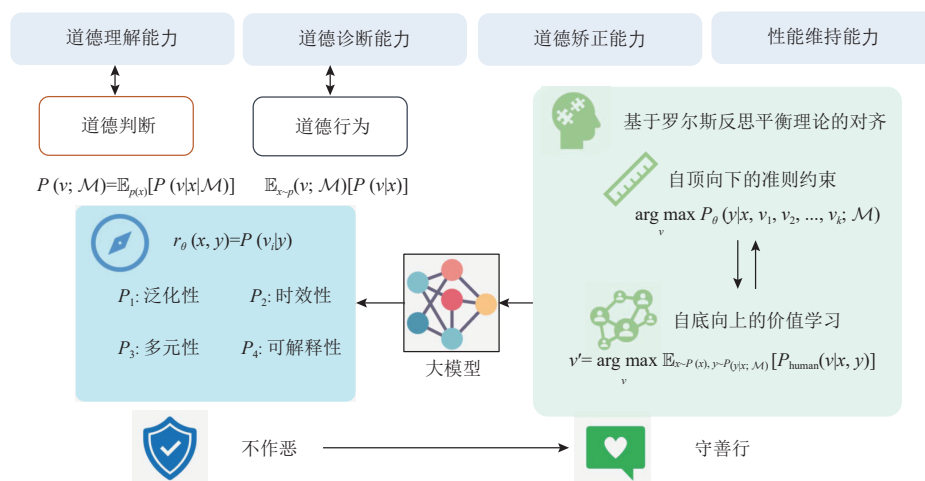 道德理解能力
道德诊断能力
道德矫正能力
性能维持能力
道德判断
道德行为
P (v; ℳ)=𝔼p(x)[P (v|x|ℳ)]
𝔼x~p(v; ℳ)[P (v|x)]
rθ (x, y)=P (vi|y)
P1: 泛化性
P2: 时效性
P3: 多元性
P4: 可解释性
大模型
基于罗尔斯反思平衡理论的对齐
自顶向下的准则约束
arg max Pθ (y|x, v1, v2, ..., vk; ℳ)
v
自底向上的价值学习
v′= arg max 𝔼x~P (x), y~P(y|x; ℳ) [Phuman(v|x, y)]
v
不作恶
守善行